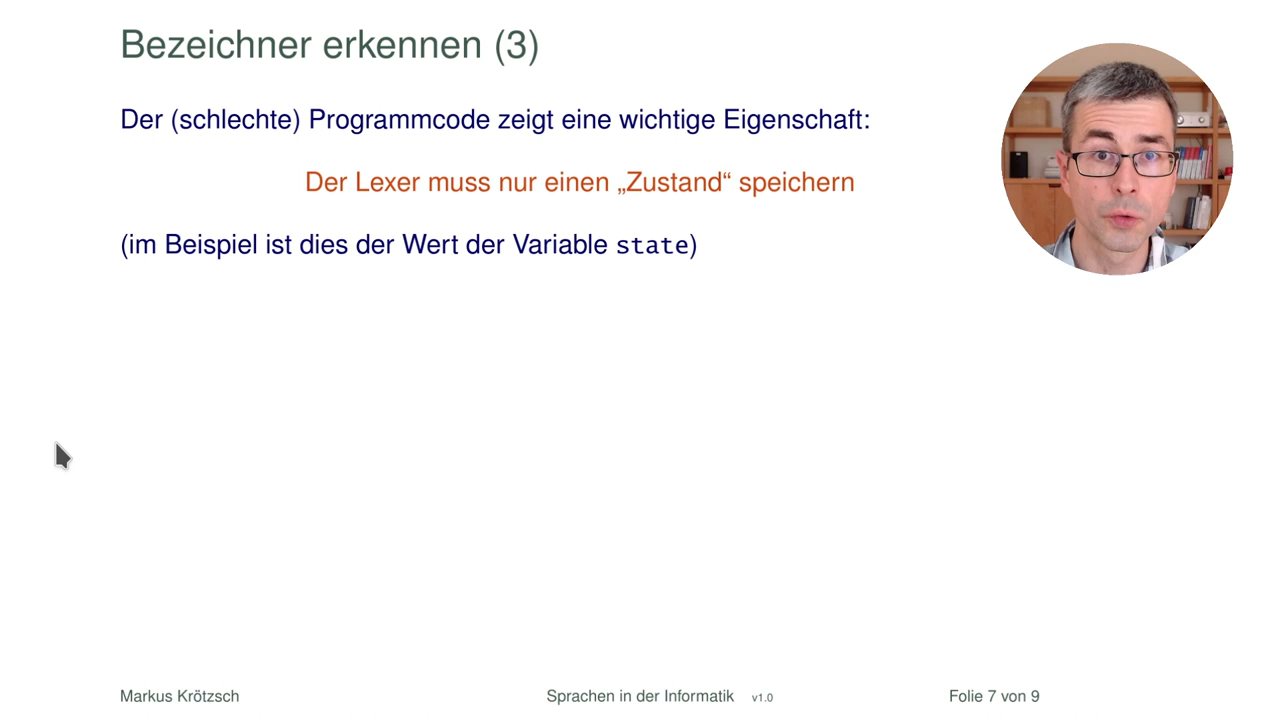 Bezeichner erkennen (3)
Der (schlechte) Programmcode zeigt eine wichtige Eigenschaft:
Der Lexer muss nur einen „Zustand“ speichern
(im Beispiel ist dies der Wert der Variable state)
Markus Krötzsch Sprachen in der Informatik v1.0 Folie 7 von 9